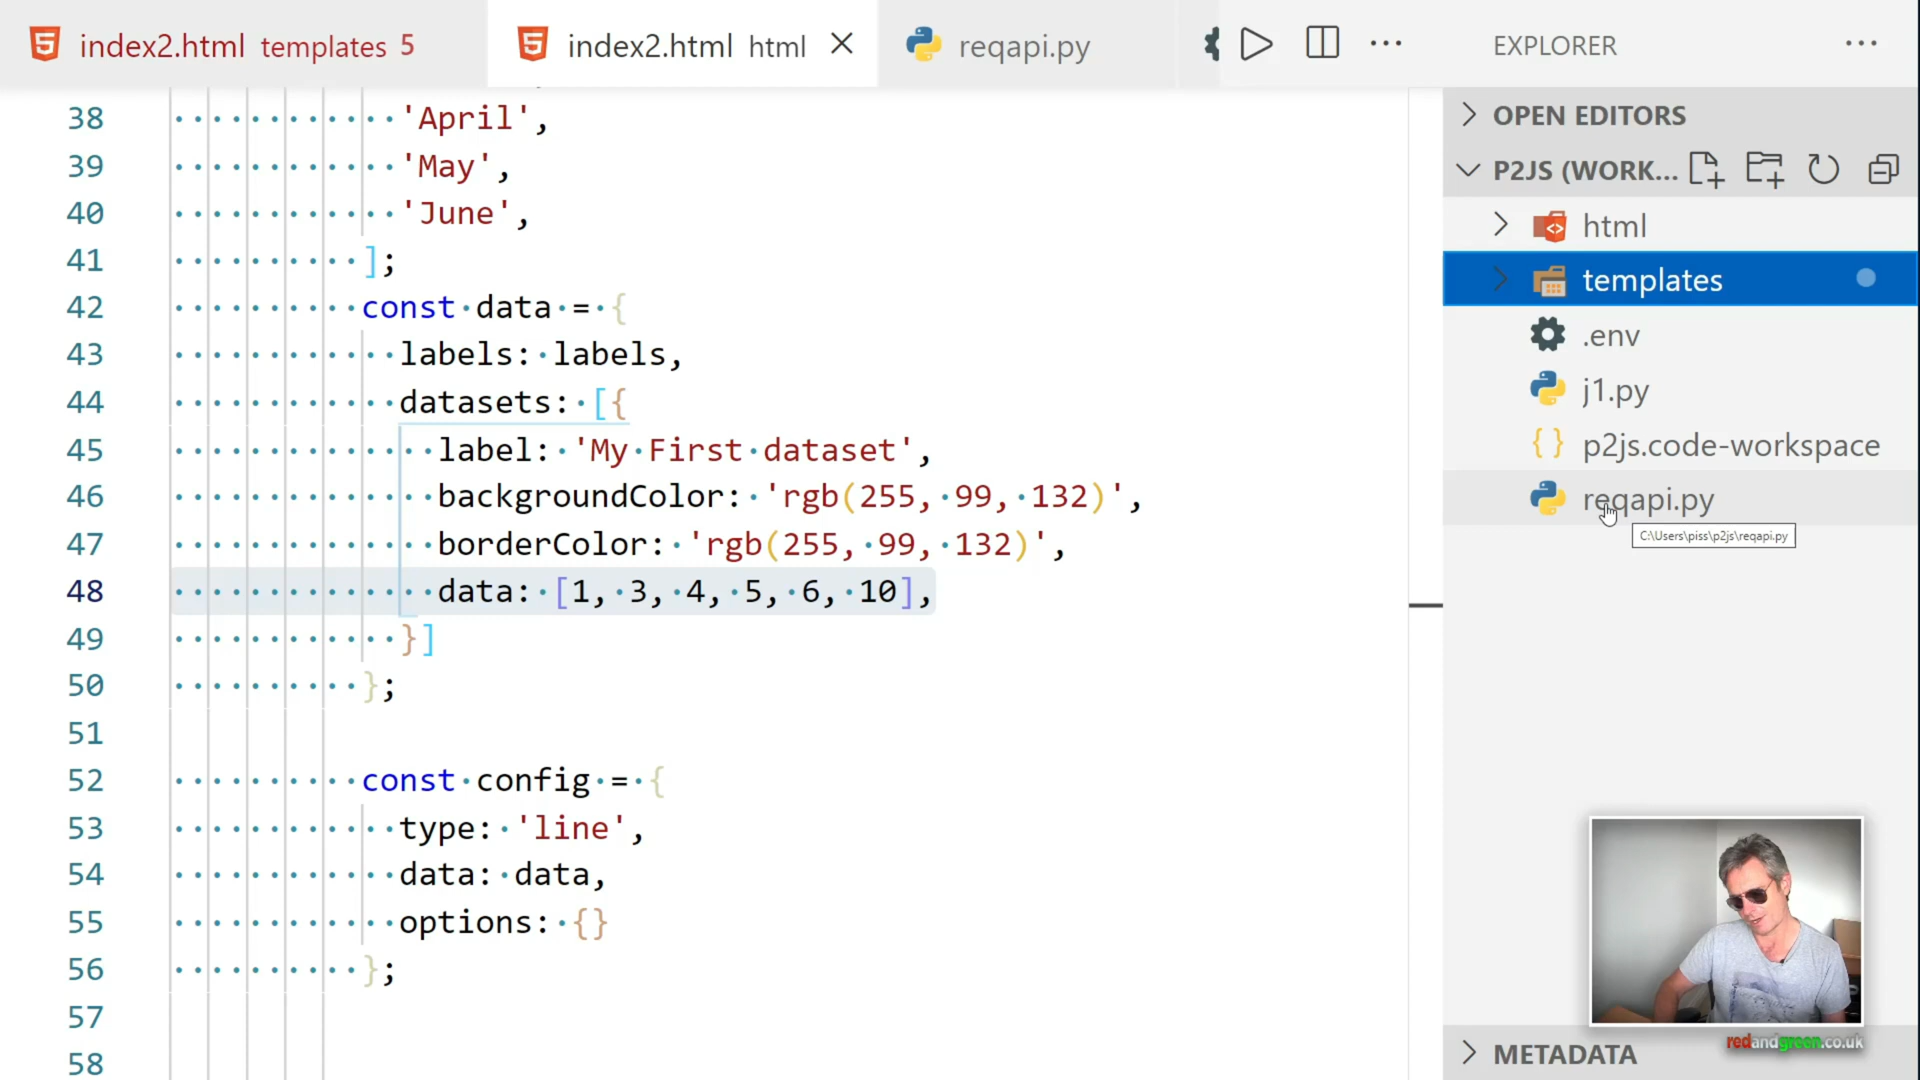 index2.html templates 5
index2.html html
reqapi.py
EXPLORER
38 'April',
39 'May',
40 'June',
41 ];
42 const data = {
43 labels: labels,
44 datasets: [{
45 label: 'My First dataset',
46 backgroundColor: 'rgb(255, 99, 132)',
47 borderColor: 'rgb(255, 99, 132)',
48 data: [1, 3, 4, 5, 6, 10],
49 }]
50 };
51
52 const config = {
53 type: 'line',
54 data: data,
55 options: {}
56 };
57
58
OPEN EDITORS
P2JS (WORK...
html
templates
.env
j1.py
p2js.code-workspace
reqapi.py
C:\Users\piss\p2js\reqapi.py
redandgreen.co.uk
METADATA